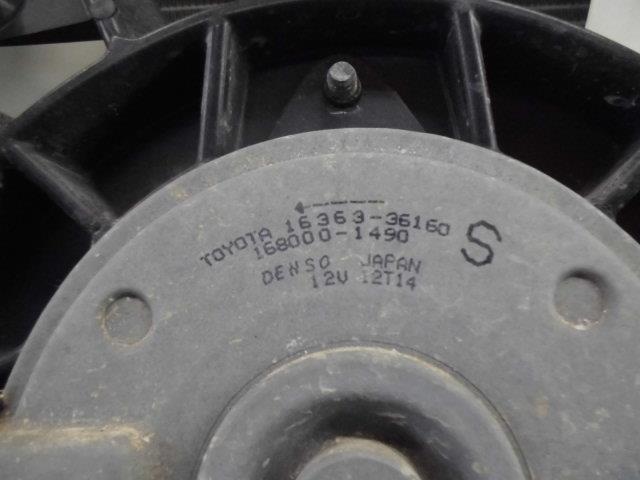 TOYOTA 16363-36160
168000-1490
S
DENSO JAPAN
12V 12T14